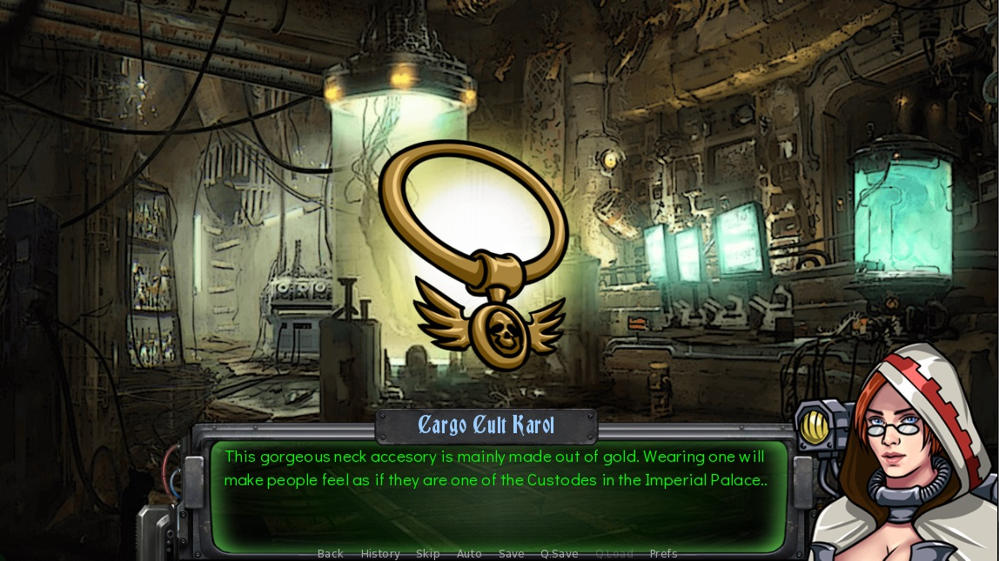 Cargo Cult Karol
This gorgeous neck accesory is mainly made out of gold. Wearing one will
make people feel as if they are one of the Custodes in the Imperial Palace..
Back History Skip Auto Save Q.Save Q.Load Prefs